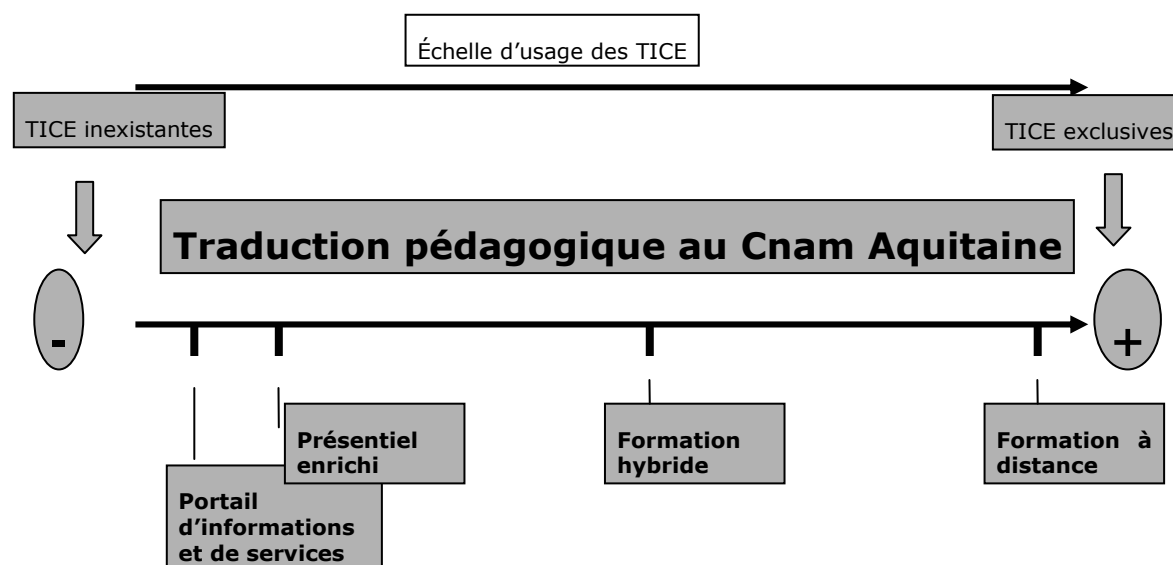 Échelle d’usage des TICE
TICE inexistantes
TICE exclusives
Traduction pédagogique au Cnam Aquitaine
-
+
Présentiel
enrichi
Formation
hybride
Formation à
distance
Portail
d’informations
et de services